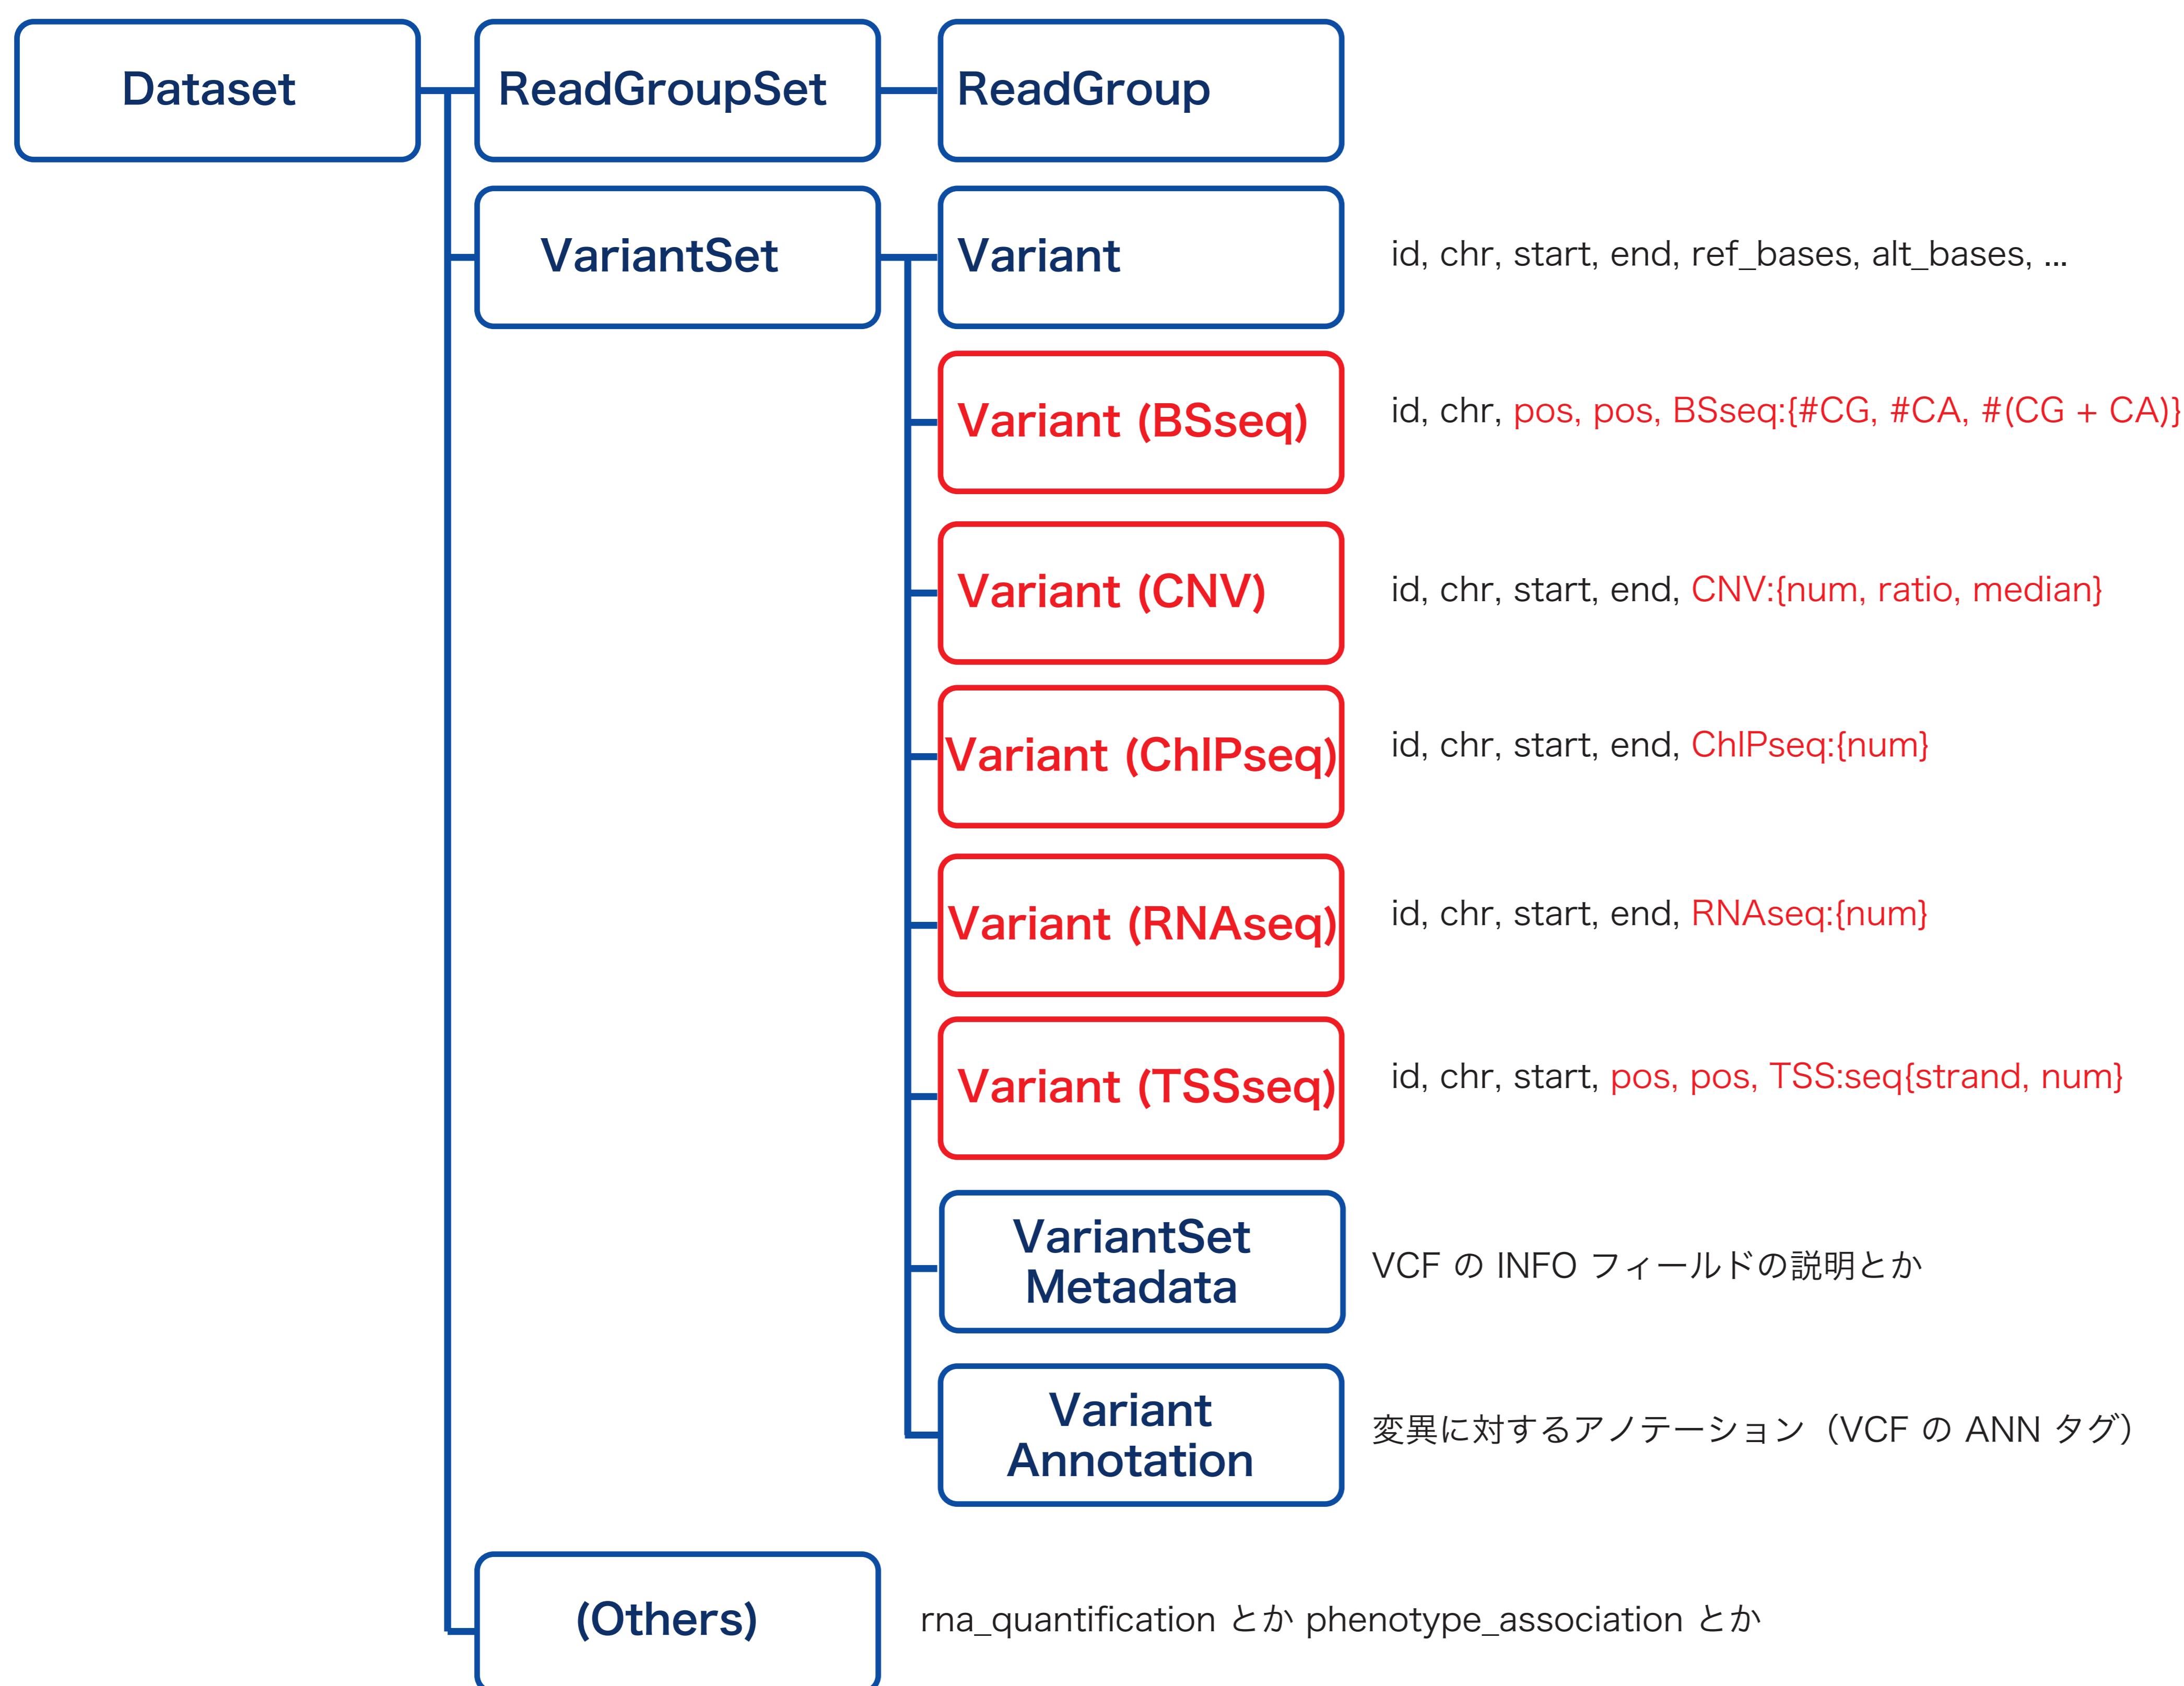 Dataset
ReadGroupSet
ReadGroup
VariantSet
Variant
id, chr, start, end, ref_bases, alt_bases, ...
Variant (BSseq)
id, chr, pos, pos, BSseq:{#CG, #CA, #(CG + CA)}
Variant (CNV)
id, chr, start, end, CNV:{num, ratio, median}
Variant (ChIPseq)
id, chr, start, end, ChIPseq:{num}
Variant (RNAseq)
id, chr, start, end, RNAseq:{num}
Variant (TSSseq)
id, chr, start, pos, pos, TSS:seq{strand, num}
VariantSet
Metadata
VCF の INFO フィールドの説明とか
Variant
Annotation
変異に対するアノテーション（VCF の ANN タグ）
(Others)
rna_quantification とか phenotype_association とか